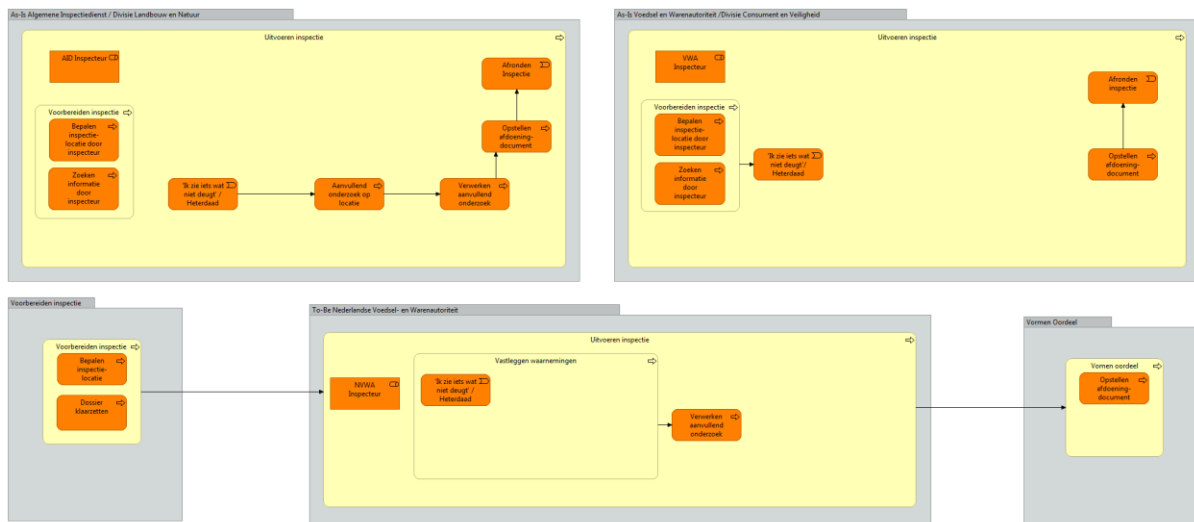 As-Is Algemene Inspectiedienst / Divisie Landbouw en Natuur
Uitvoeren inspectie
AID Inspecteur
Voorbereiden inspectie
Bepalen
inspectie-
locatie door
inspecteur
Zoeken
informatie
door
inspecteur
'Ik zie iets wat
niet deugt' /
Heterdaad
Aanvullend
onderzoek op
locatie
Verwerken
aanvullend
onderzoek
Opstellen
afdoening-
document
Afronden
Inspectie
As-Is Voedsel en Warenautoriteit /Divisie Consument en Veiligheid
Uitvoeren inspectie
VWA
Inspecteur
Voorbereiden inspectie
Bepalen
inspectie-
locatie door
inspecteur
Zoeken
informatie
door
inspecteur
'Ik zie iets wat
niet deugt'/
Heterdaad
Afronden
inspectie
Opstellen
afdoening-
document
Voorbereiden inspectie
Voorbereiden inspectie
Bepalen
inspectie-
locatie
Dossier
klaarzetten
To-Be Nederlandse Voedsel- en Warenautoriteit
Uitvoeren inspectie
NVWA
Inspecteur
Vastleggen waarnemingen
'Ik zie iets wat
niet deugt' /
Heterdaad
Verwerken
aanvullend
onderzoek
Vormen Oordeel
Vomen oordeel
Opstellen
afdoening-
document